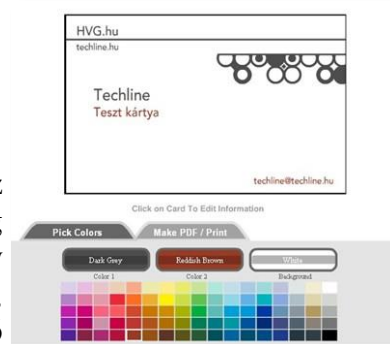 HVG.hu
techline.hu
Techline
Teszt kártya
techline@techline.hu
Click on Card To Edit Information
Pick Colors
Make PDF / Print
Dark Grey
Reddish Brown
White
Color 1
Color 2
Background